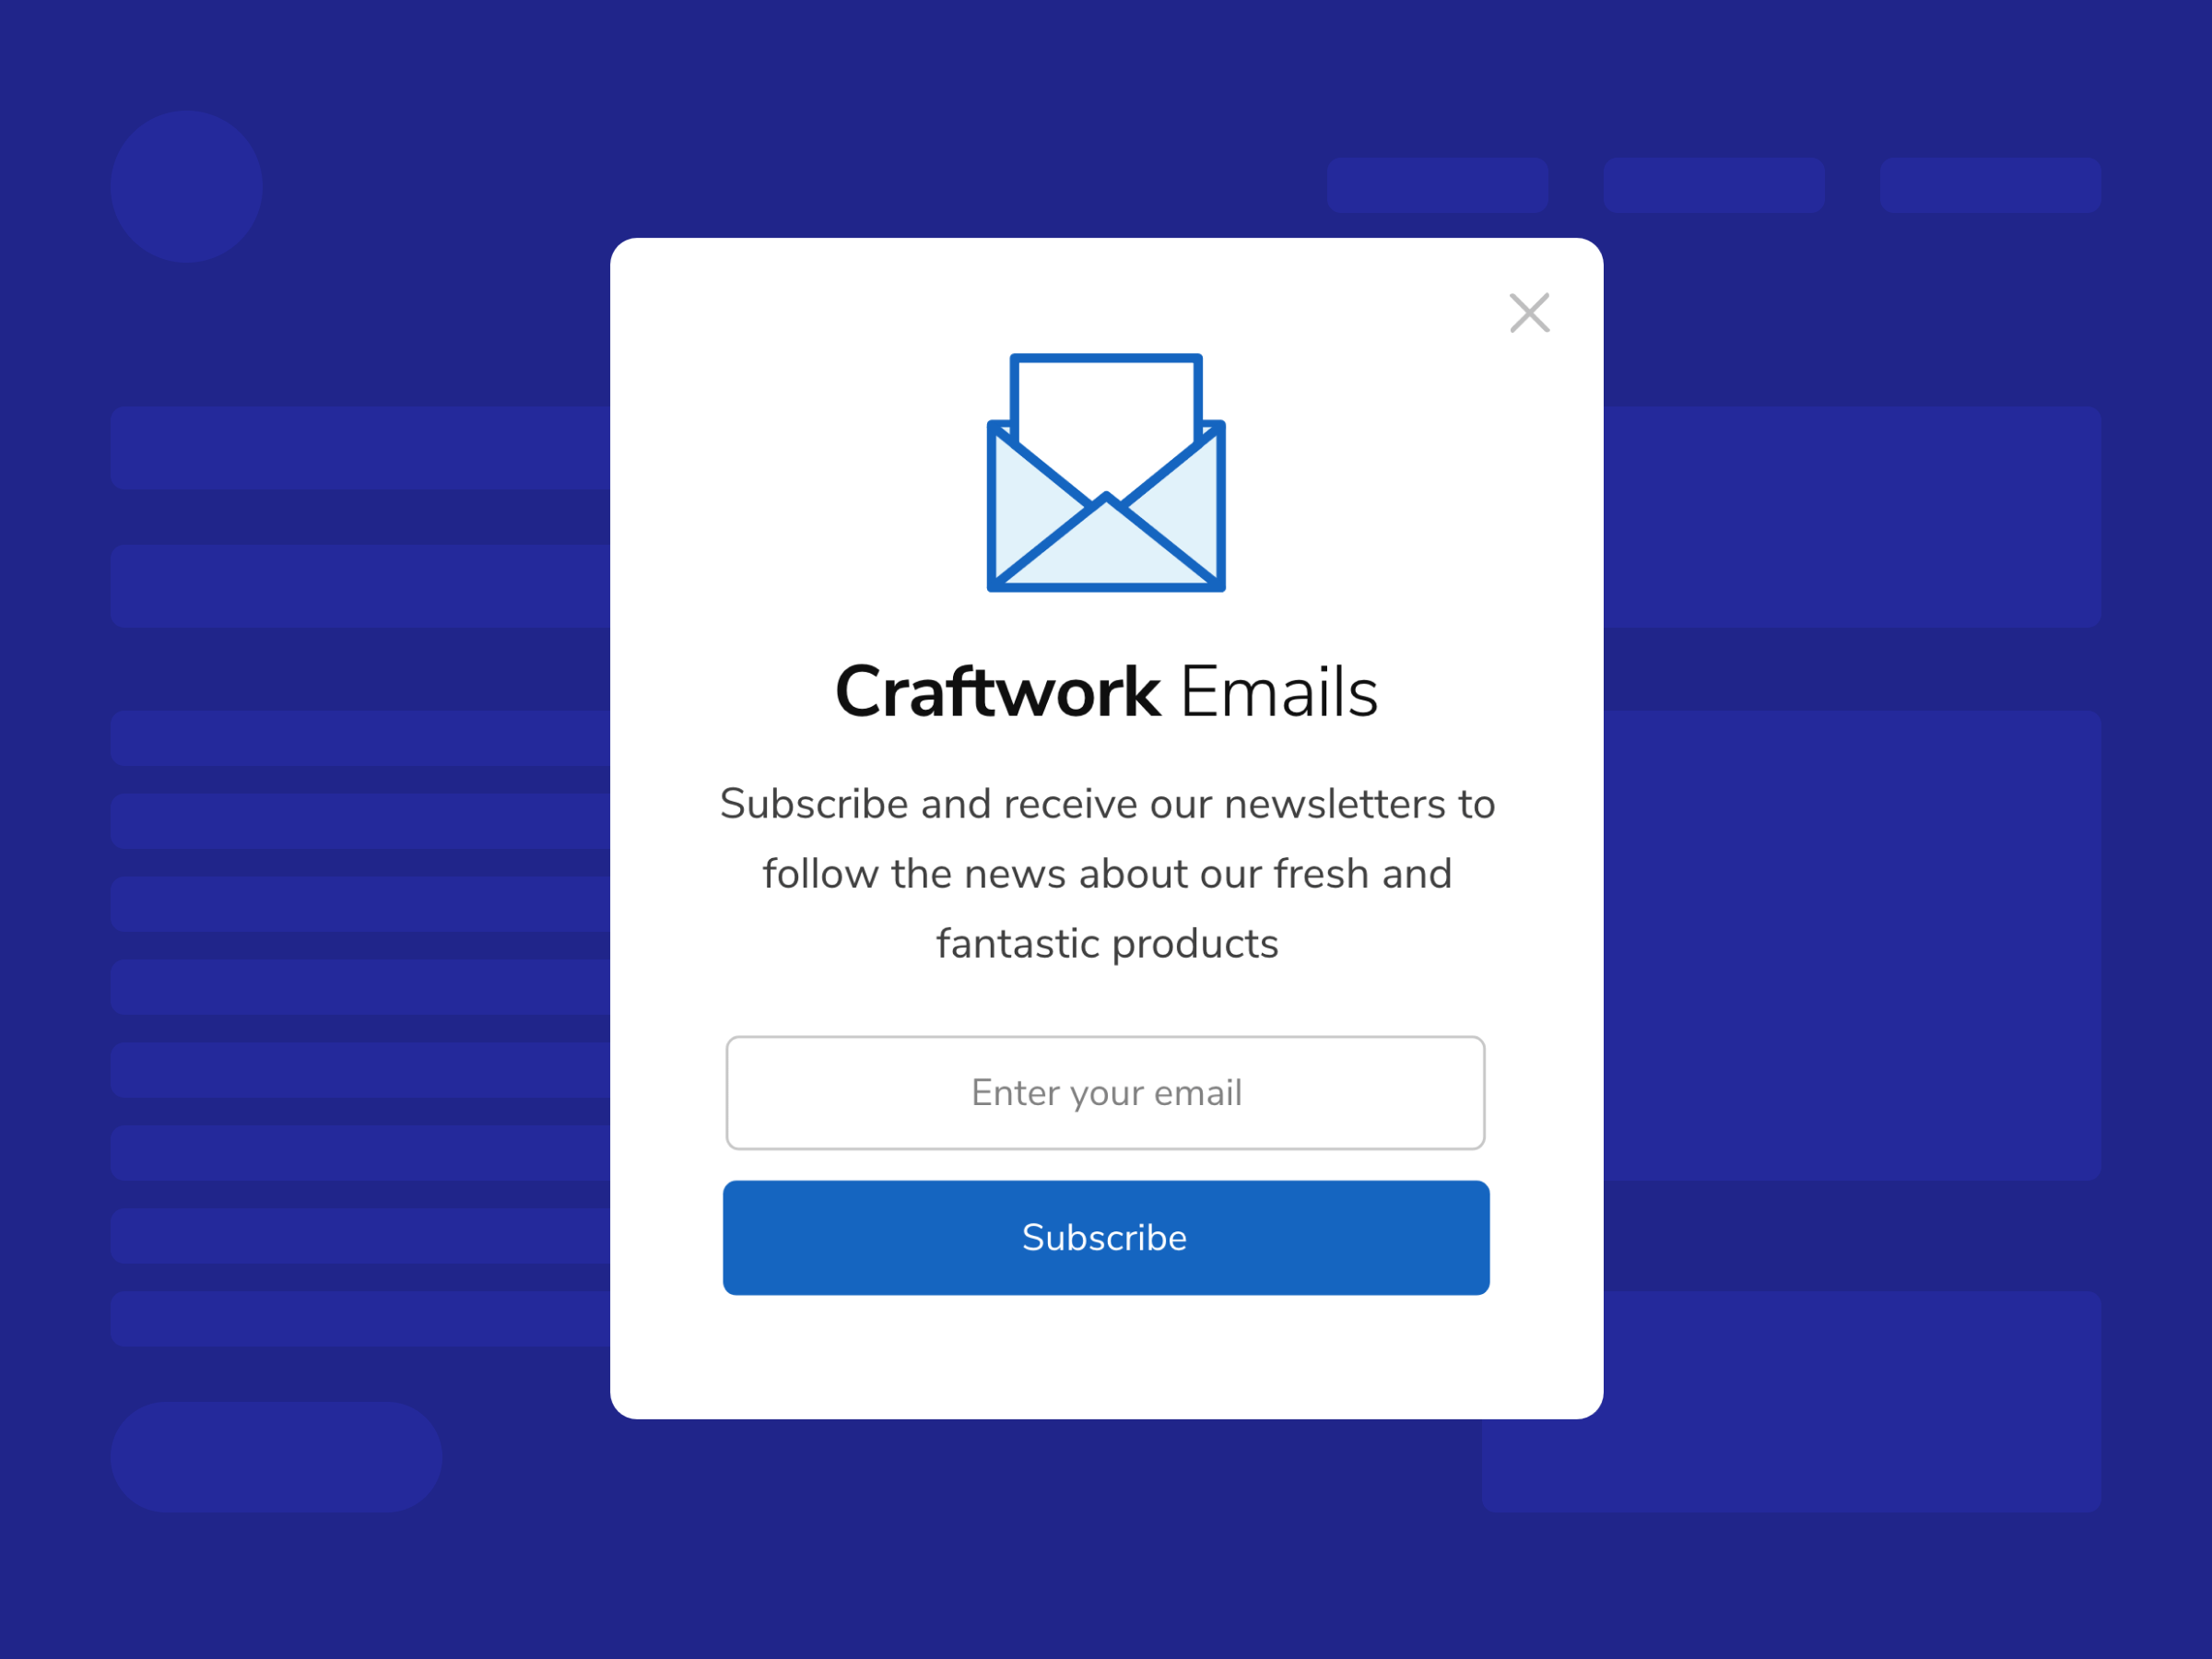 Craftwork Emails
Subscribe and receive our newsletters to
follow the news about our fresh and
fantastic products
Enter your email
Subscribe